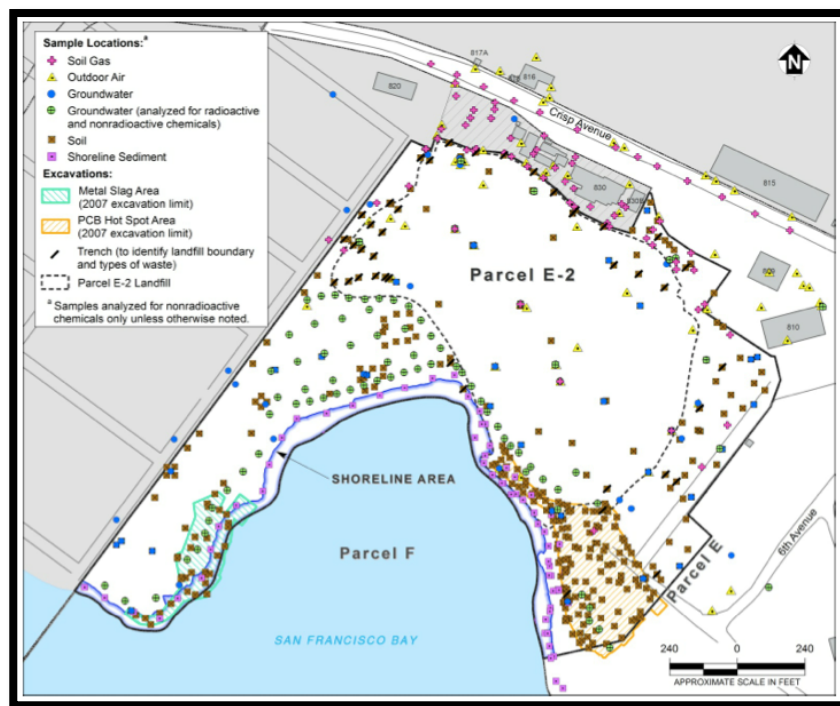 Sample Locations:a
Soil Gas
Outdoor Air
Groundwater
Groundwater (analyzed for radioactive
and nonradioactive chemicals)
Soil
Shoreline Sediment
Excavations:
Metal Slag Area
(2007 excavation limit)
PCB Hot Spot Area
(2007 excavation limit)
Trench (to identify landfill boundary
and types of waste)
Parcel E-2 Landfill
a Samples analyzed for nonradioactive
chemicals only unless otherwise noted.
817A
816
820
N
Crisp Avenue
815
830
Parcel E-2
810
SHORELINE AREA
Parcel F
6th Avenue
Parcel E
SAN FRANCISCO BAY
240 0 240
APPROXIMATE SCALE IN FEET